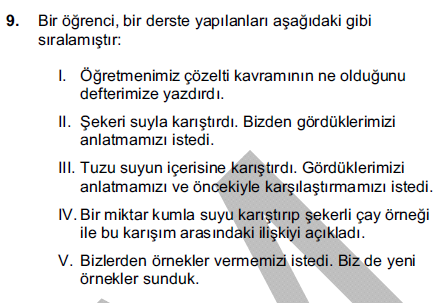 9. Bir öğrenci, bir derste yapılanları aşağıdaki gibi
sıralamıştır:
I. Öğretmenimiz çözelti kavramının ne olduğunu
defterimize yazdırdı.
II. Şekeri suyla karıştırdı. Bizden gördüklerimizi
anlatmamızı istedi.
III. Tuzu suyun içerisine karıştırdı. Gördüklerimizi
anlatmamızı ve öncekiyle karşılaştırmamızı istedi.
IV. Bir miktar kumla suyu karıştırıp şekerli çay örneği
ile bu karışım arasındaki ilişkiyi açıkladı.
V. Bizlerden örnekler vermemizi istedi. Biz de yeni
örnekler sunduk.